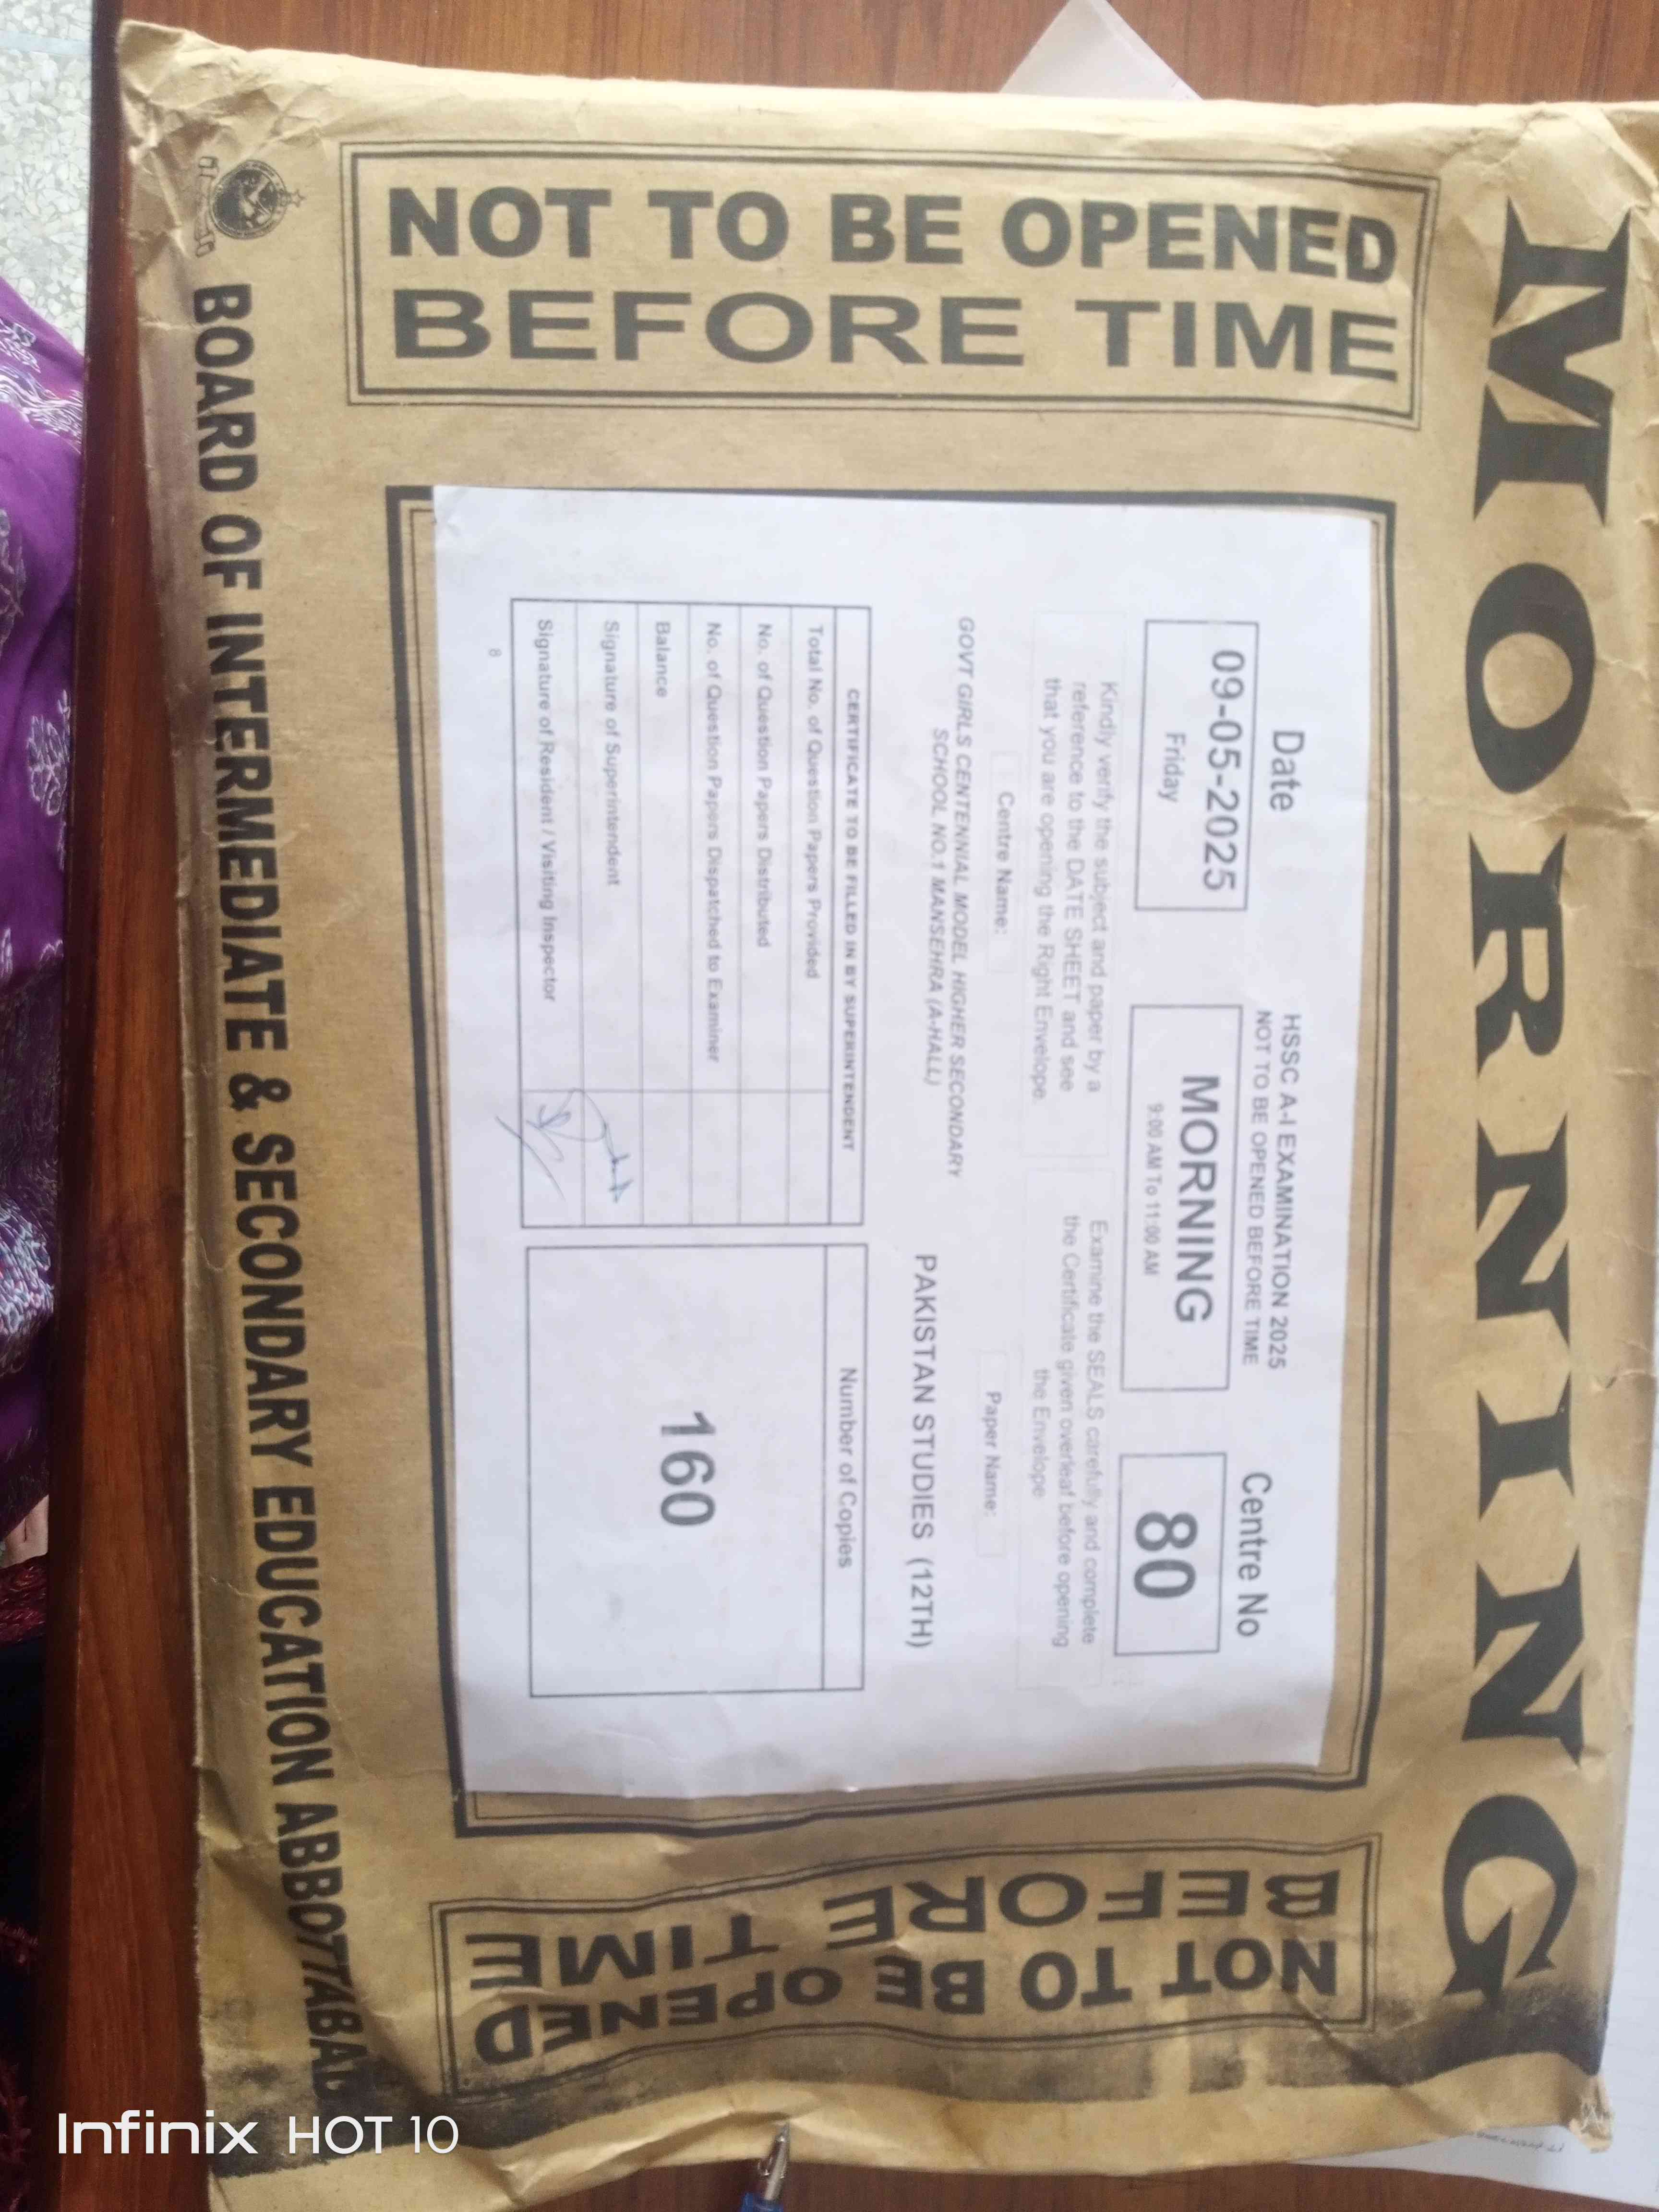 MORNING
NOT TO BE OPENED
BEFORE TIME
Date
09-05-2025
Friday
HSSC A-I EXAMINATION 2025
NOT TO BE OPENED BEFORE TIME
MORNING
9:00 AM To 11:00 AM
Centre No
80
Kindly verify the subject and paper by a
reference to the DATE SHEET and see
that you are opening the Right Envelope.
Examine the SEALS carefully and complete
the Certificate given overleaf before opening
the Envelope
Centre Name:
GOVT GIRLS CENTENNIAL MODEL HIGHER SECONDARY
SCHOOL NO.1 MANSEHRA (A-HALL)
Paper Name:
PAKISTAN STUDIES (12TH)
CERTIFICATE TO BE FILLED IN BY SUPERINTENDENT
Total No. of Question Papers Provided
No. of Question Papers Distributed
No. of Question Papers Dispatched to Examiner
Balance
Signature of Superintendent
Signature of Resident / Visiting Inspector
8
Number of Copies
160
NOT TO BE OPENED
BEFORE TIME
BOARD OF INTERMEDIATE & SECONDARY EDUCATION ABBOTTABAD
Infinix HOT 10